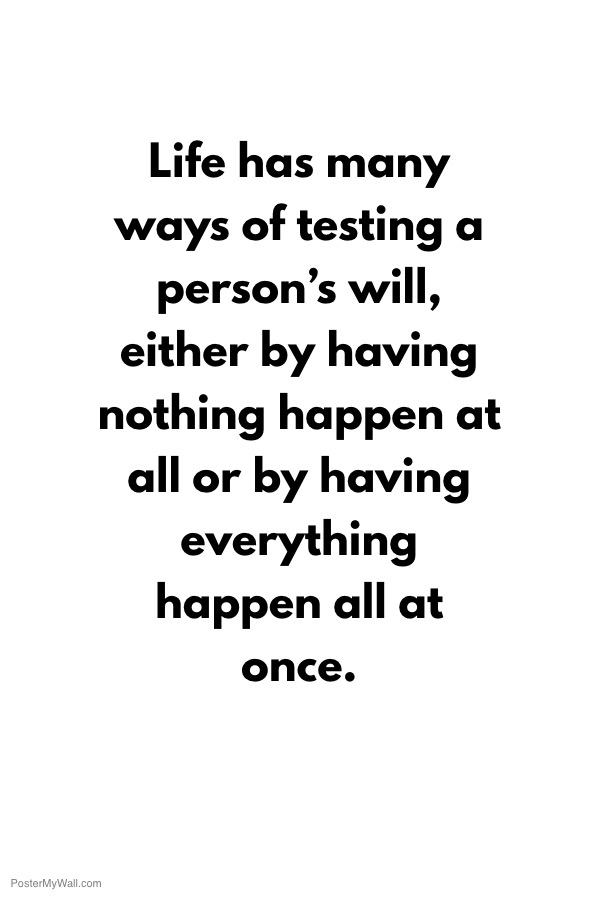 Life has many
ways of testing a
person’s will,
either by having
nothing happen at
all or by having
everything
happen all at
once.
PosterMyWall.com